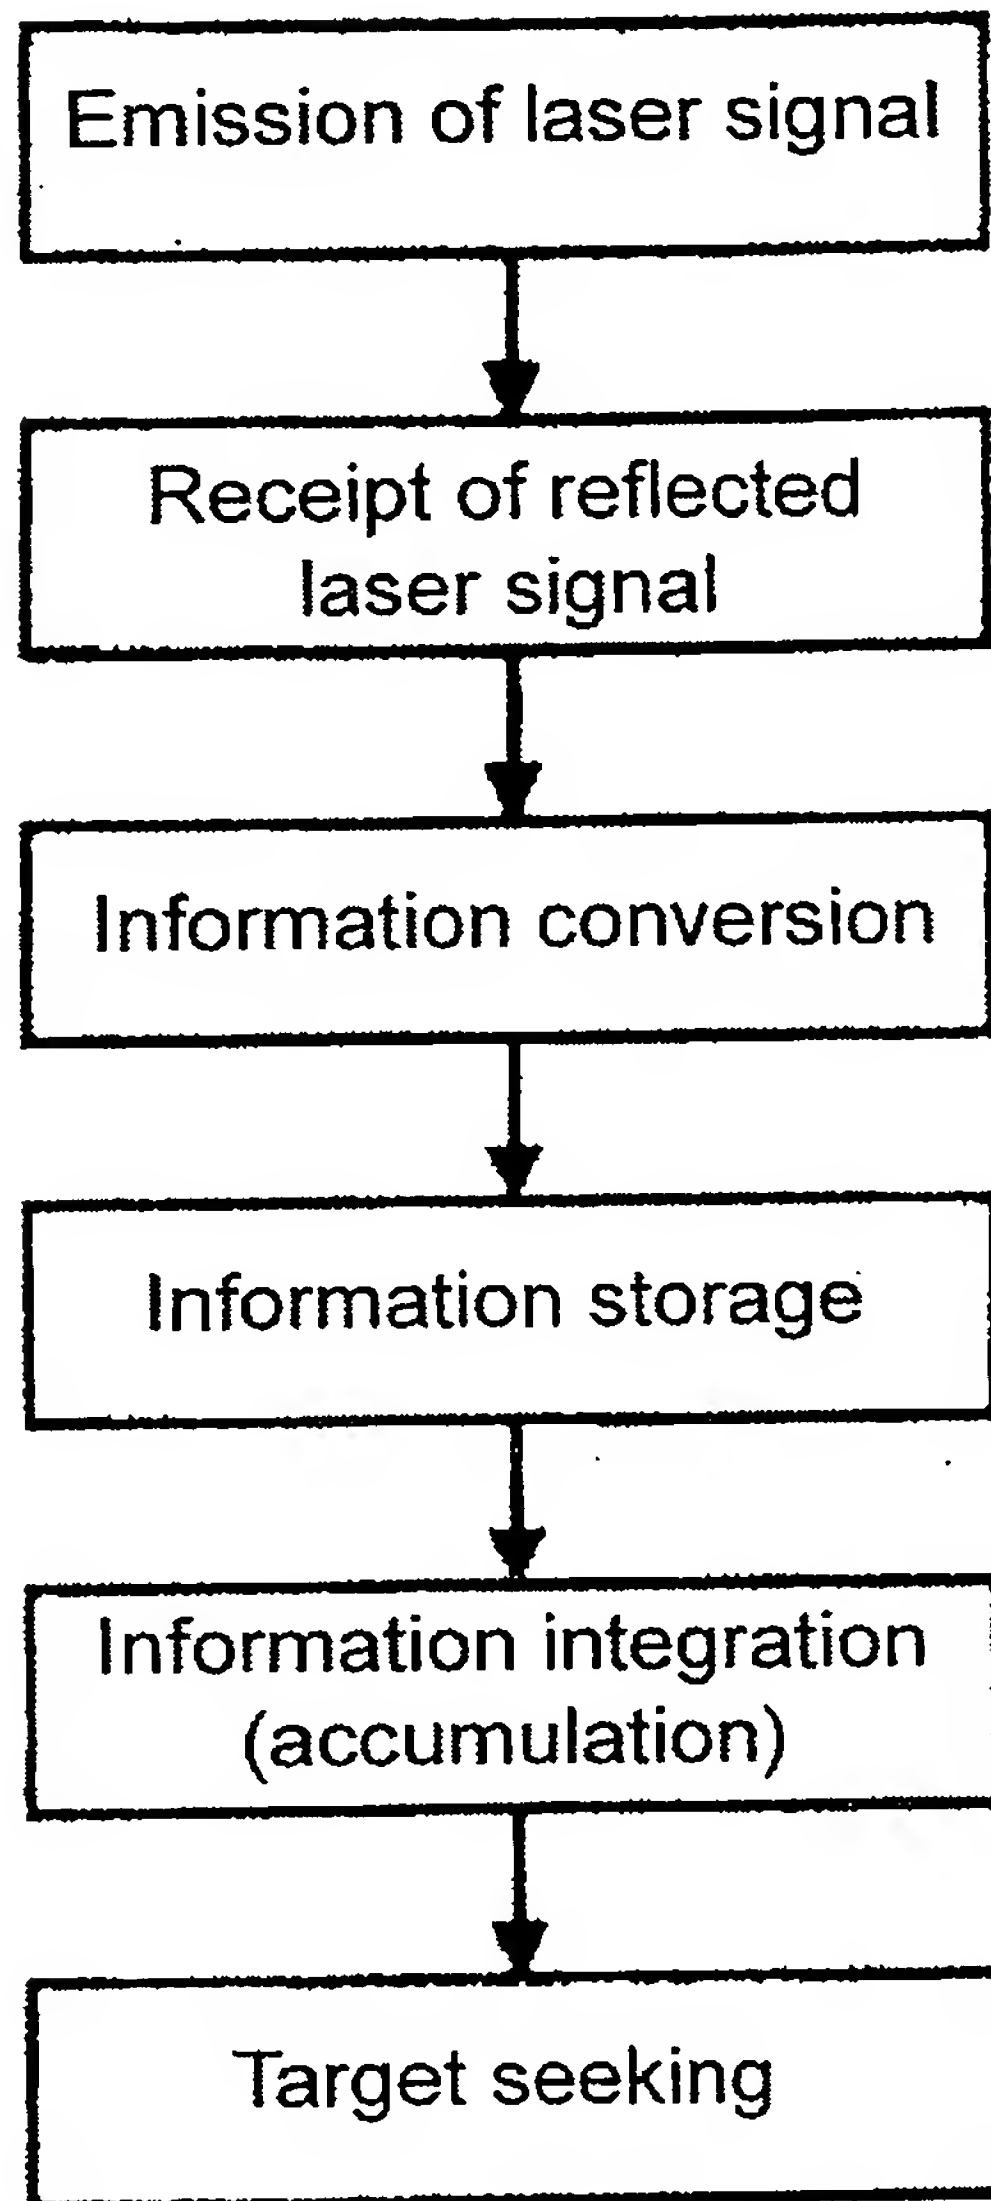 Emission of laser signal
Receipt of reflected
laser signal
Information conversion
Information storage
Information integration
(accumulation)
Target seeking